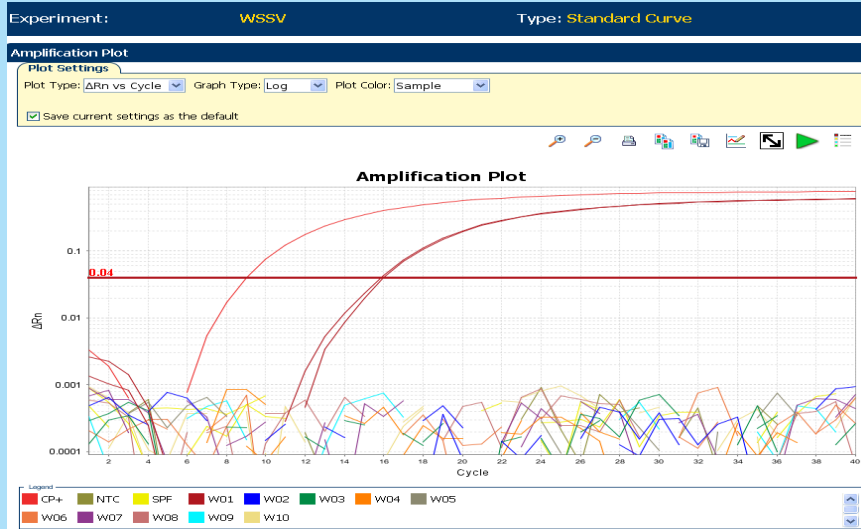 Experiment: WSSV Type: Standard Curve
Amplification Plot
Plot Settings
Plot Type: ΔRn vs Cycle Graph Type: Log Plot Color: Sample
Save current settings as the default
Amplification Plot
0.1
0.04
0.01
ΔRn
0.001
0.0001
2 4 6 8 10 12 14 16 18 20 22 24 26 28 30 32 34 36 38 40
Cycle
Legend
CP+ NTC SPF W01 W02 W03 W04 W05
W06 W07 W08 W09 W10